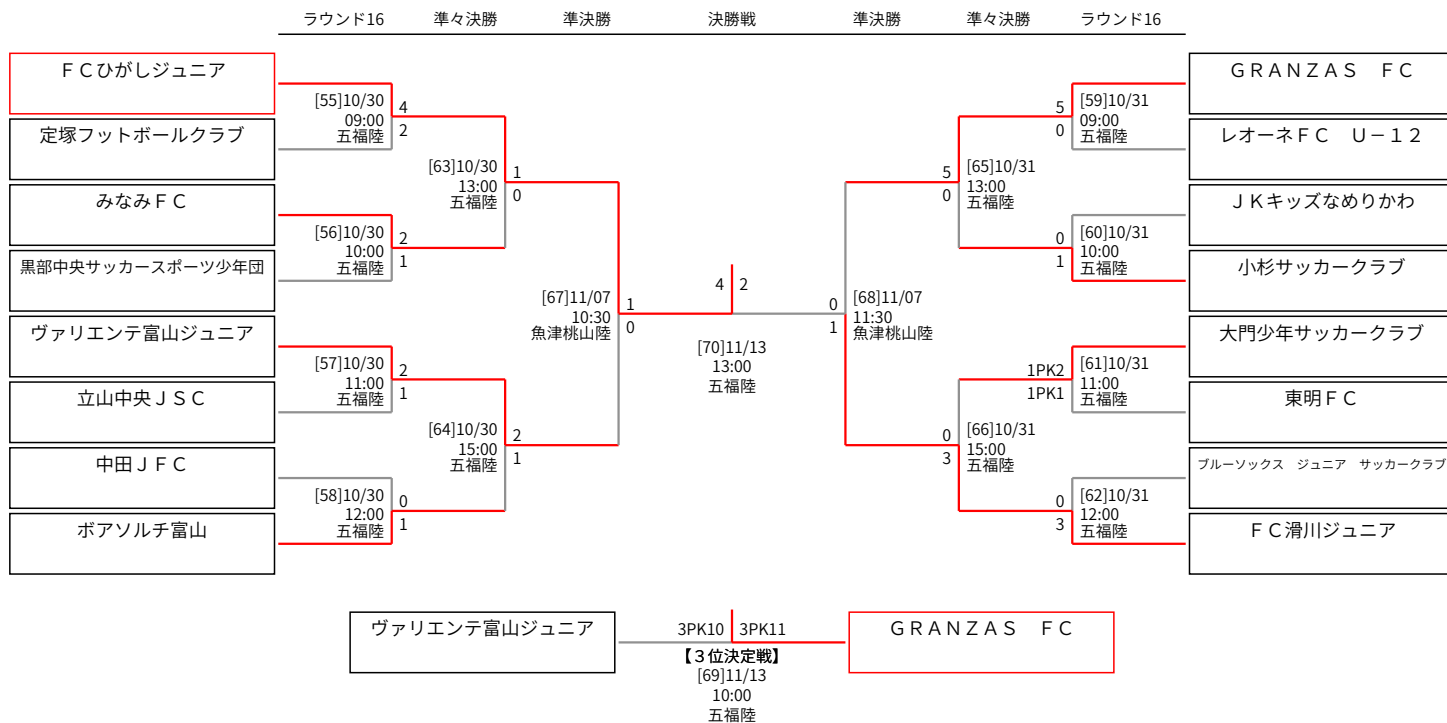 ラウンド16 準々決勝 準決勝 決勝戦 準決勝 準々決勝 ラウンド16
ＦＣひがしジュニア
定塚フットボールクラブ
みなみＦＣ
黒部中央サッカースポーツ少年団
ヴァリエンテ富山ジュニア
立山中央ＪＳＣ
中田ＪＦＣ
ボアソルチ富山
[55]10/30
09:00
五福陸
4
2
[56]10/30
10:00
五福陸
2
1
[57]10/30
11:00
五福陸
2
1
[58]10/30
12:00
五福陸
0
1
[63]10/30
13:00
五福陸
1
0
[64]10/30
15:00
五福陸
2
1
[67]11/07
10:30
魚津桃山陸
1
0
4 2
[70]11/13
13:00
五福陸
0
1
[68]11/07
11:30
魚津桃山陸
5
0
[65]10/31
13:00
五福陸
0
3
[66]10/31
15:00
五福陸
5
0
[59]10/31
09:00
五福陸
0
1
[60]10/31
10:00
五福陸
1PK2
1PK1
[61]10/31
11:00
五福陸
0
3
[62]10/31
12:00
五福陸
ＧＲＡＮＺＡＳ　ＦＣ
レオーネＦＣ　Ｕ－１２
ＪＫキッズなめりかわ
小杉サッカークラブ
大門少年サッカークラブ
東明ＦＣ
ブルーソックス　ジュニア　サッカークラブ
ＦＣ滑川ジュニア
ヴァリエンテ富山ジュニア 3PK10 3PK11 ＧＲＡＮＺＡＳ　ＦＣ
【３位決定戦】
[69]11/13
10:00
五福陸